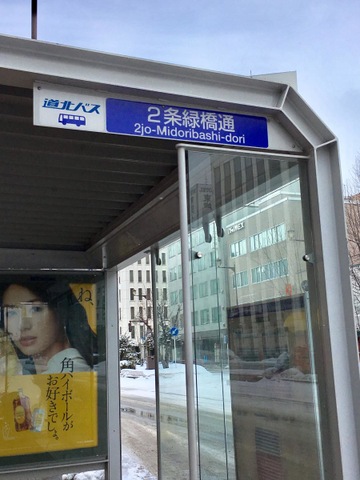 道北バス
2条緑橋通
2jo-Midoribashi-dori
ね、
角ハイボールが
お好きでしょ。